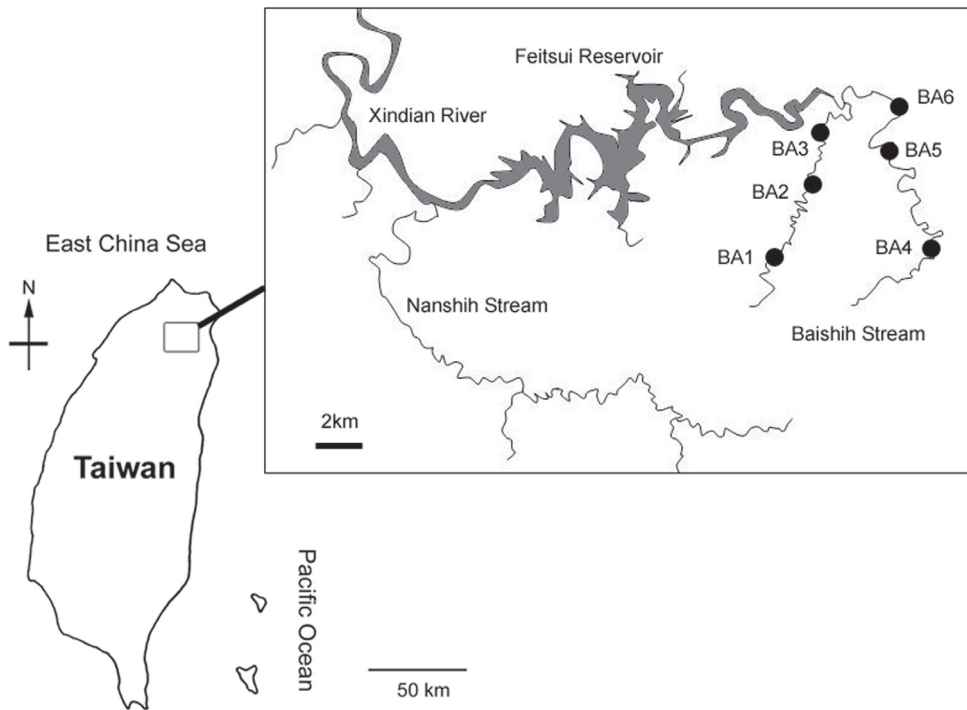 Feitsui Reservoir
Xindian River
BA6
BA3
BA5
BA2
BA4
BA1
East China Sea
N
Nanshih Stream
Baishih Stream
2km
Taiwan
Pacific Ocean
50 km